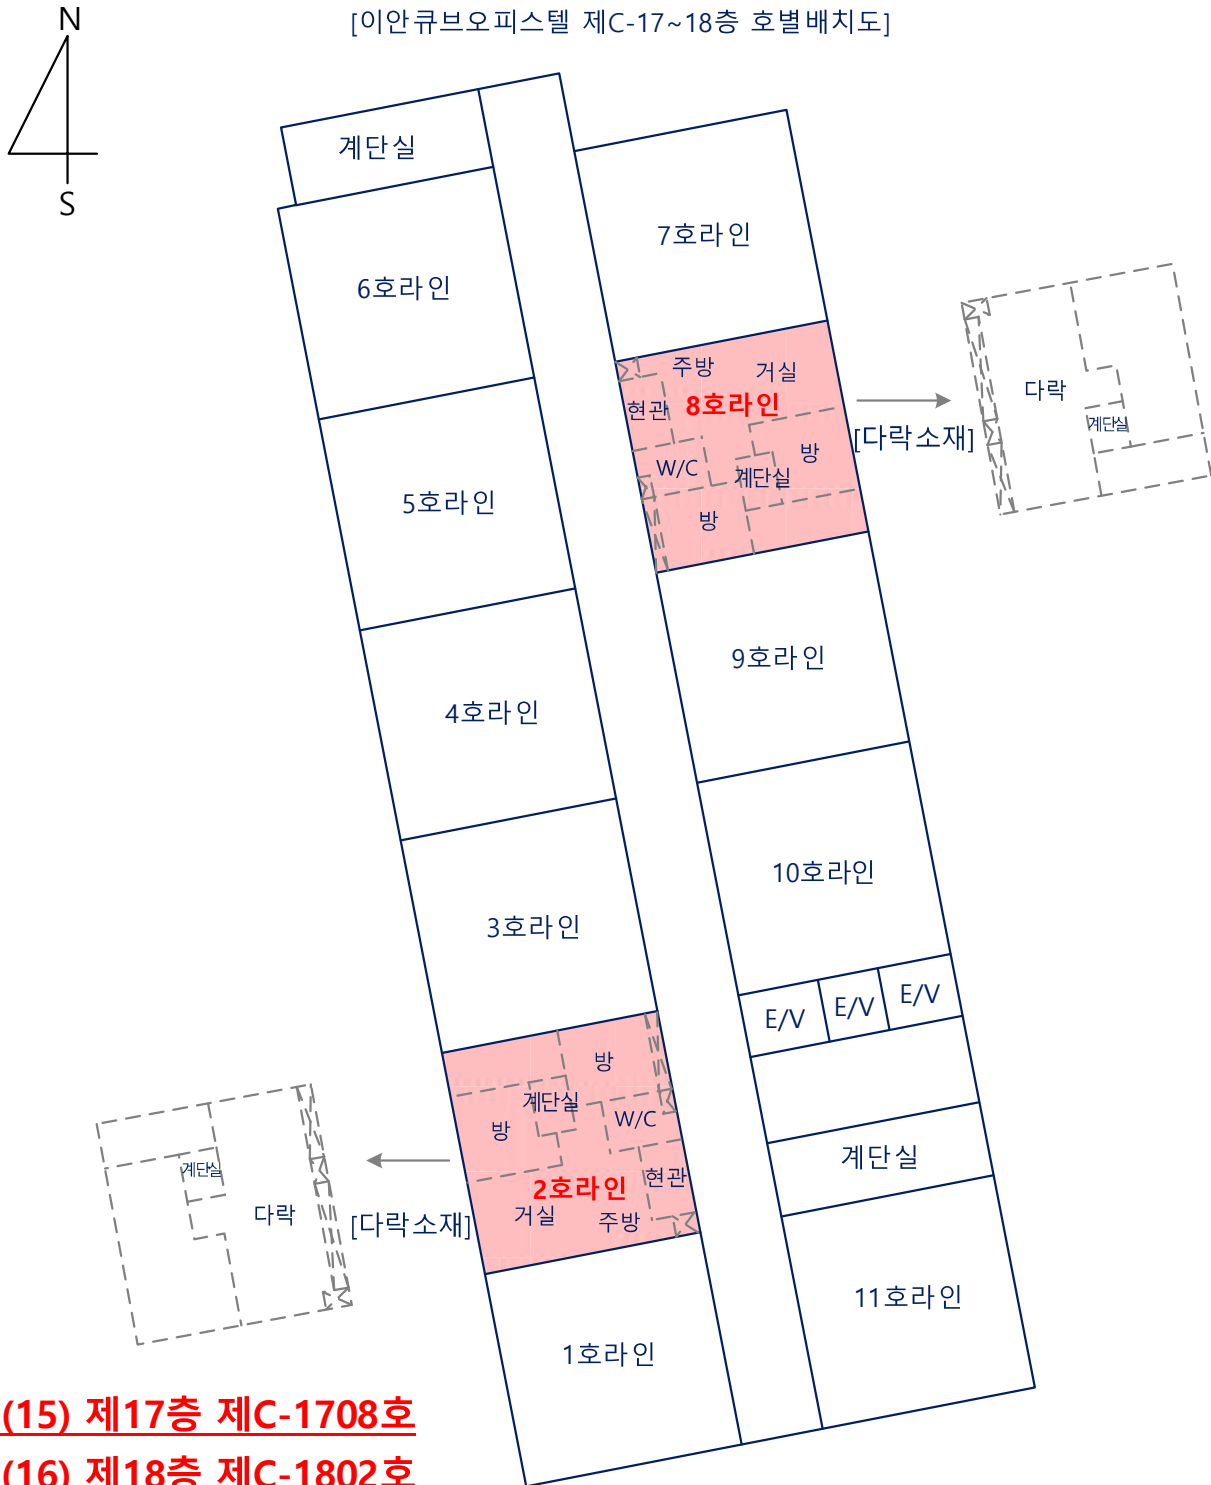 N
S
[이안큐브오피스텔 제C-17~18층 호별배치도]
계단실
7호라인
6호라인
주방
거실
현관
8호라인
W/C
계단실
방
방
[다락소재]
다락
계단실
5호라인
9호라인
4호라인
10호라인
3호라인
E/V
E/V
E/V
방
계단실
방
W/C
현관
2호라인
거실
주방
계단실
다락
[다락소재]
계단실
11호라인
1호라인
(15) 제17층 제C-1708호
(16) 제18층 제C-1802호